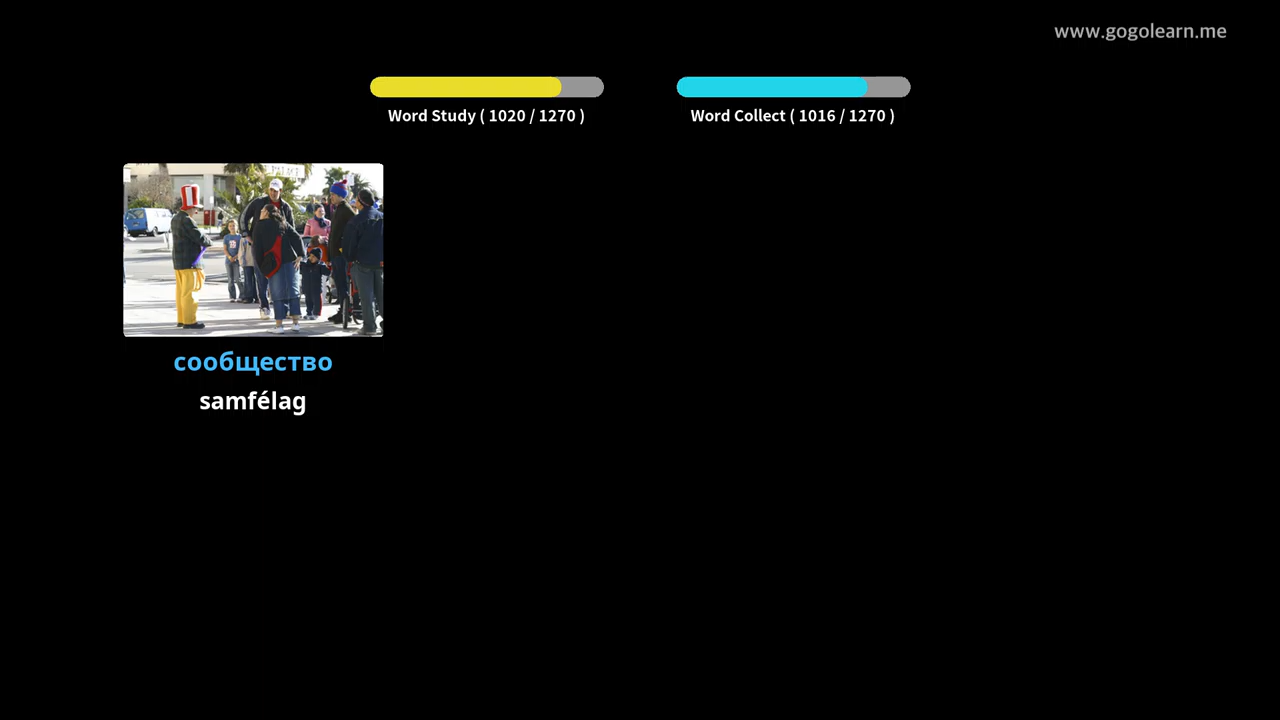 www.gogolearn.me
Word Study ( 1020 / 1270 )
Word Collect ( 1016 / 1270 )
сообщество
samfélag